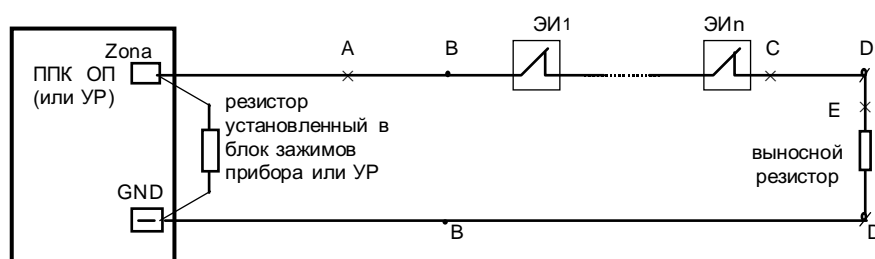 Zona
ППК ОП
(или УР)
резистор
установленный в
блок зажимов
прибора или УР
GND
A
B
ЭИ1
ЭИn
C
D
E
выносной
резистор
B
D